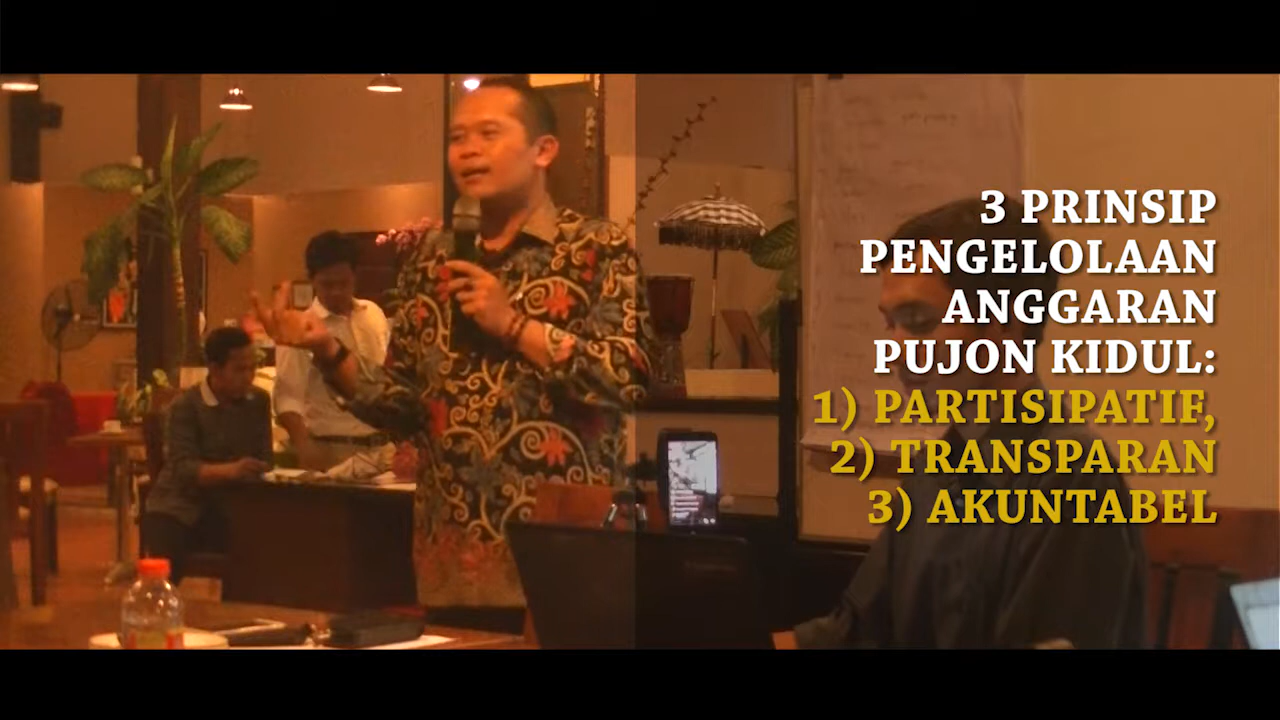 3 PRINSIP
PENGELOLAAN
ANGGARAN
PUJON KIDUL:
1) PARTISIPATIF,
2) TRANSPARAN
3) AKUNTABEL